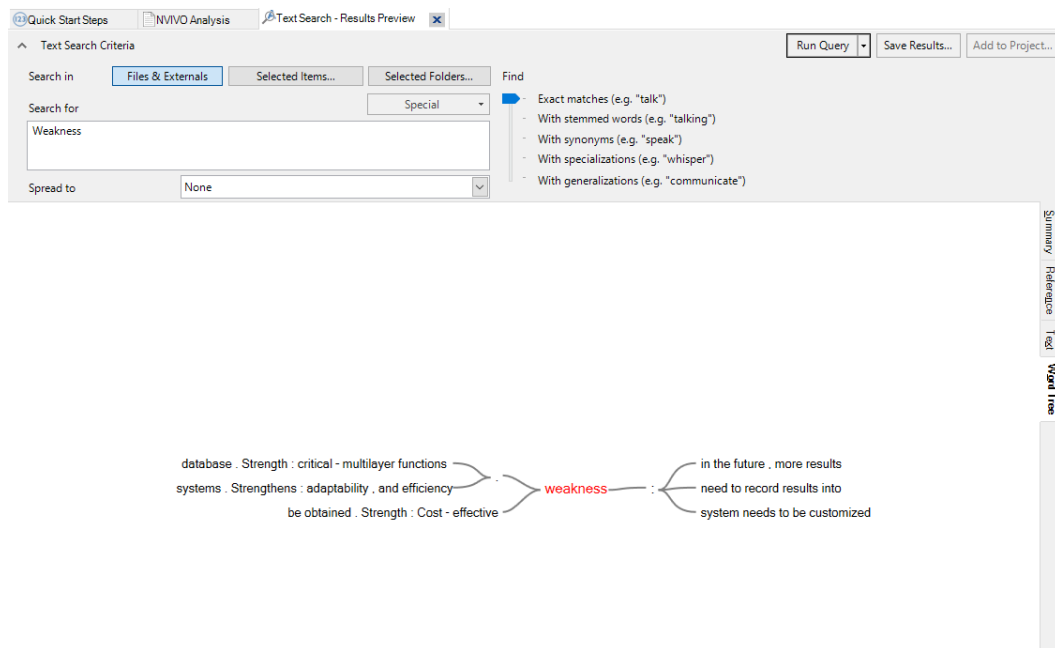 Quick Start Steps NVIVO Analysis Text Search - Results Preview
Text Search Criteria Run Query Save Results... Add to Project...
Search in Files & Externals Selected Items... Selected Folders... Find
Search for Special
Weakness
Spread to None
Exact matches (e.g. "talk")
With stemmed words (e.g. "talking")
With synonyms (e.g. "speak")
With specializations (e.g. "whisper")
With generalizations (e.g. "communicate")
Summary
Reference
Text
Word Tree
database . Strength : critical - multilayer functions
systems . Strengthens : adaptability , and efficiency .
be obtained . Strength : Cost - effective
weakness :
in the future , more results
need to record results into
system needs to be customized